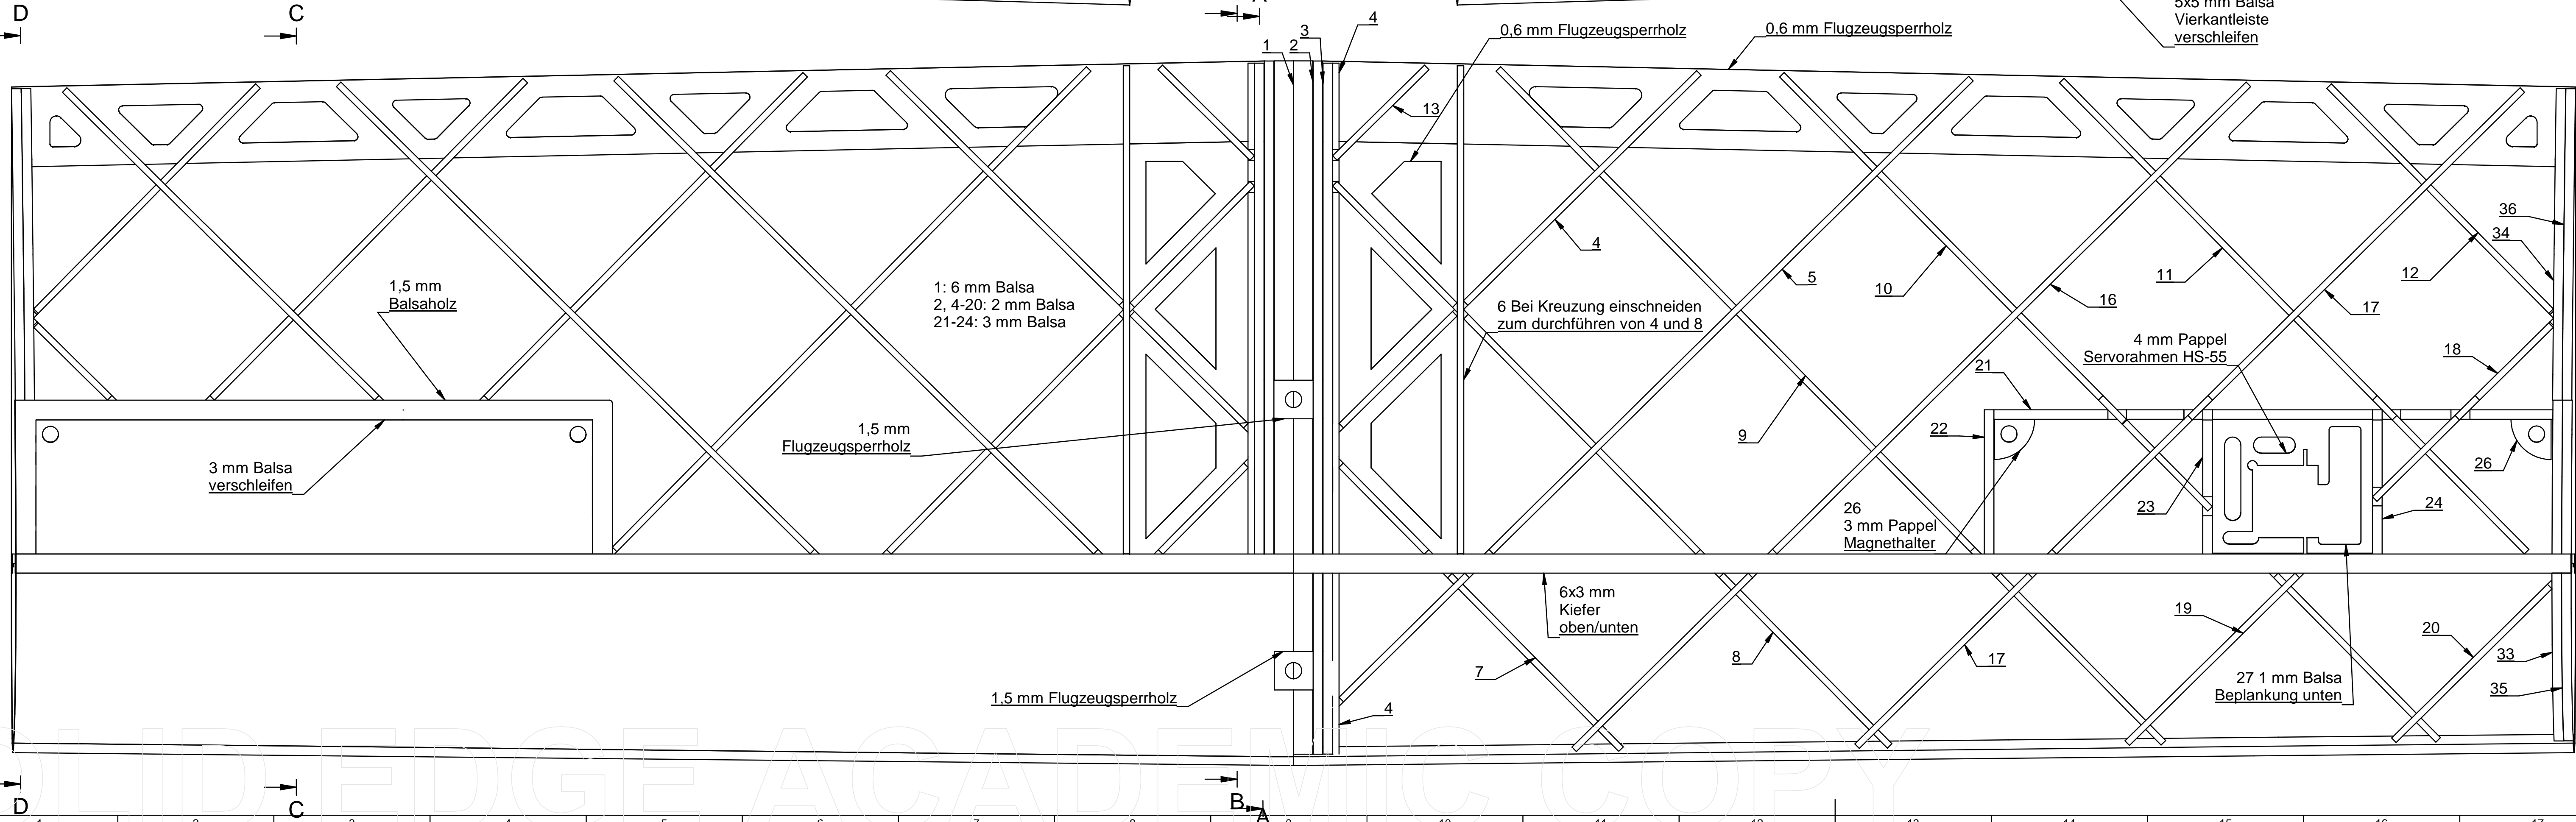 D
C
5x5 mm Balsa
Vierkantleiste
verschleifen
1
2
3
4
0,6 mm Flugzeugsperrholz
0,6 mm Flugzeugsperrholz
13
36
34
1,5 mm
Balsaholz
1: 6 mm Balsa
2, 4-20: 2 mm Balsa
21-24: 3 mm Balsa
4
5
10
11
12
16
17
6 Bei Kreuzung einschneiden
zum durchführen von 4 und 8
4 mm Pappel
Servorahmen HS-55
18
21
22
9
1,5 mm
Flugzeugsperrholz
3 mm Balsa
verschleifen
26
3 mm Pappel
Magnethalter
23
24
26
6x3 mm
Kiefer
oben/unten
7
8
17
19
20
33
35
27 1 mm Balsa
Beplankung unten
1,5 mm Flugzeugsperrholz
4
SOLID EDGE ACADEMIC COPY
D
C
B
A